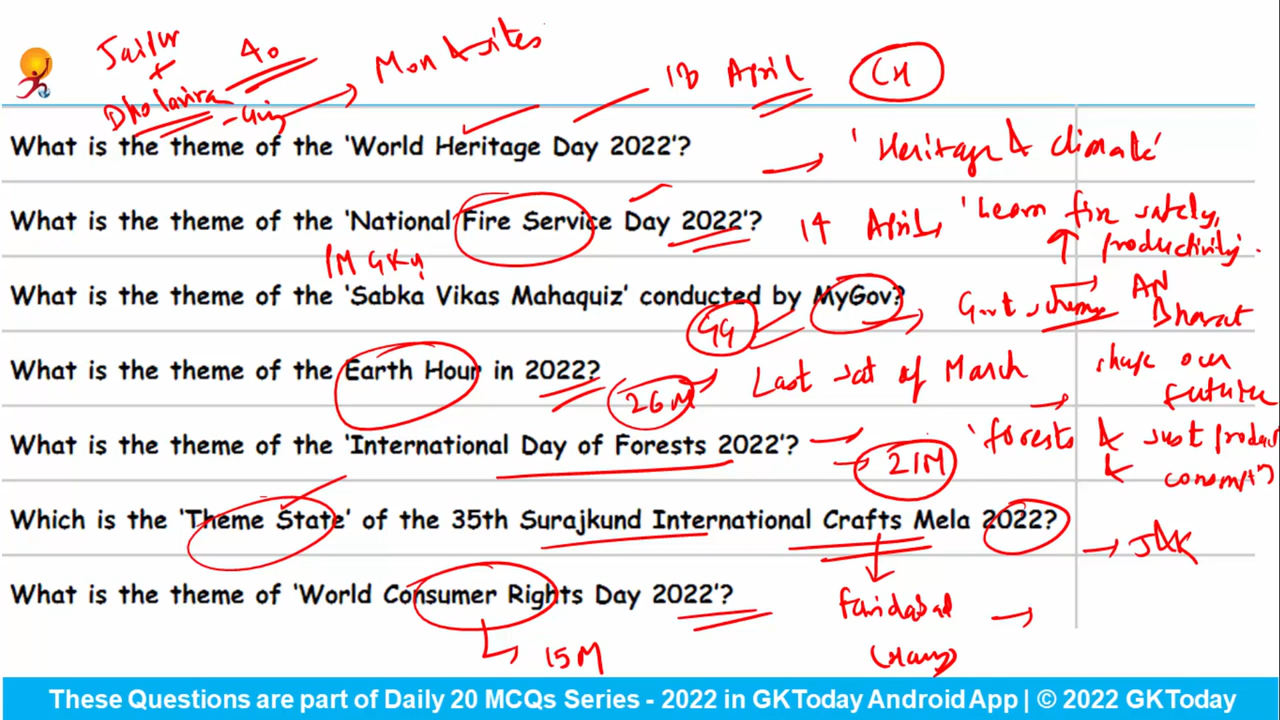 Jailur
+
Dholavira
40
Mon & sites
18 April
CH
What is the theme of the 'World Heritage Day 2022'?
'Heritage & climate'
What is the theme of the 'National Fire Service Day 2022'?
14 April,
'Learn fire safety,
↑ productivity.
1M
What is the theme of the 'Sabka Vikas Mahaquiz' conducted by MyGov?
GG
Govt scheme
AN
Bharat
What is the theme of the Earth Hour in 2022?
26M
Last sat of March
shape our
future
What is the theme of the 'International Day of Forests 2022'?
21M
'forests & sust product
Which is the 'Theme State' of the 35th Surajkund International Crafts Mela 2022?
J&K
What is the theme of 'World Consumer Rights Day 2022'?
Faridabad
15M
These Questions are part of Daily 20 MCQs Series - 2022 in GKToday Android App | © 2022 GKToday